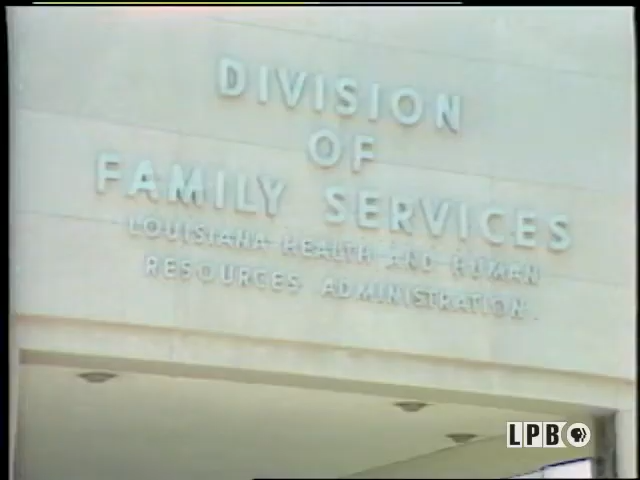 DIVISION
OF
FAMILY SERVICES
LOUISIANA HEALTH AND HUMAN
RESOURCES ADMINISTRATION
LPB